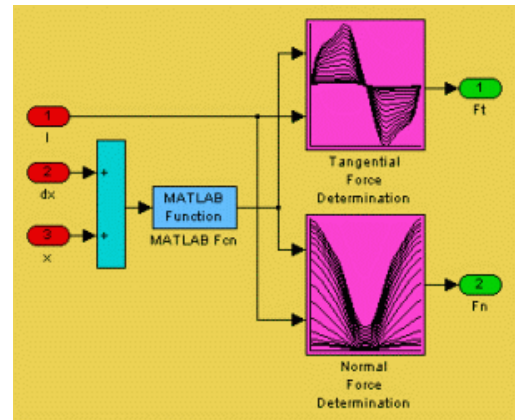 1
I
2
dx
3
x
+
+
MATLAB
Function
MATLAB Fcn
Tangential
Force
Determination
1
Ft
Normal
Force
Determination
2
Fn